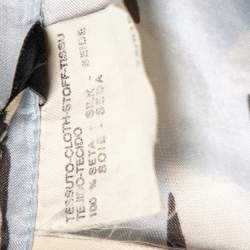 TESSUTO-CLOTH-STOFF-TISSU
TEJIDO-TECIDO
100 % SETA - SILK -
SOIE - SEDA - SEIDE